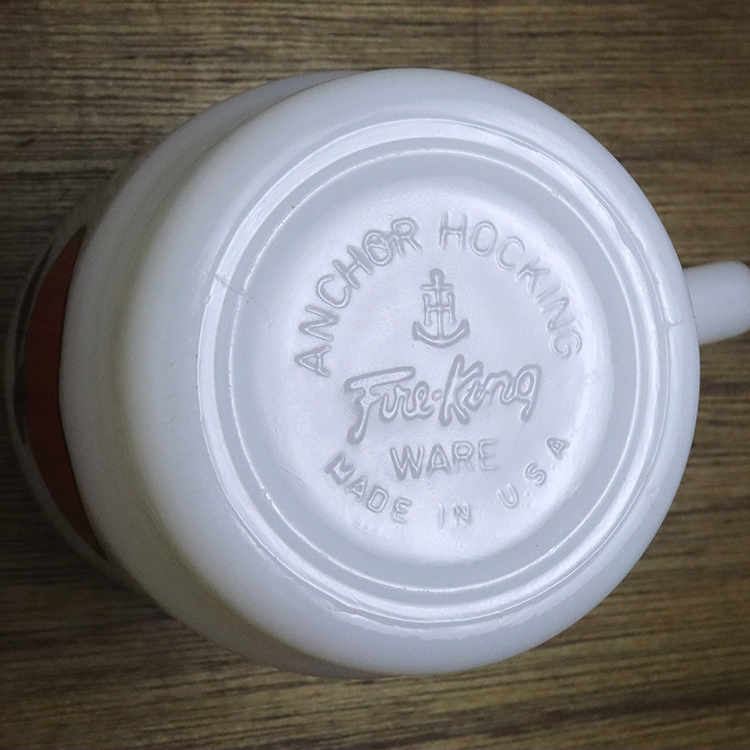 ANCHOR HOCKING
Fire-King
WARE
MADE IN U.S.A